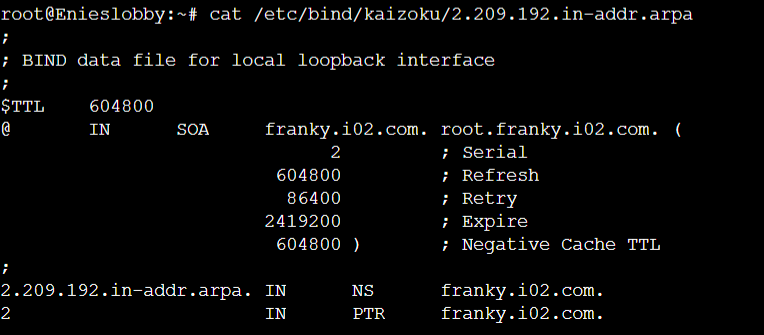 root@Enieslobby:~# cat /etc/bind/kaizoku/2.209.192.in-addr.arpa
;
; BIND data file for local loopback interface
;
$TTL    604800
@       IN      SOA     franky.i02.com. root.franky.i02.com. (
                              2         ; Serial
                         604800         ; Refresh
                          86400         ; Retry
                        2419200         ; Expire
                         604800 )       ; Negative Cache TTL
;
2.209.192.in-addr.arpa. IN      NS      franky.i02.com.
2                       IN      PTR     franky.i02.com.